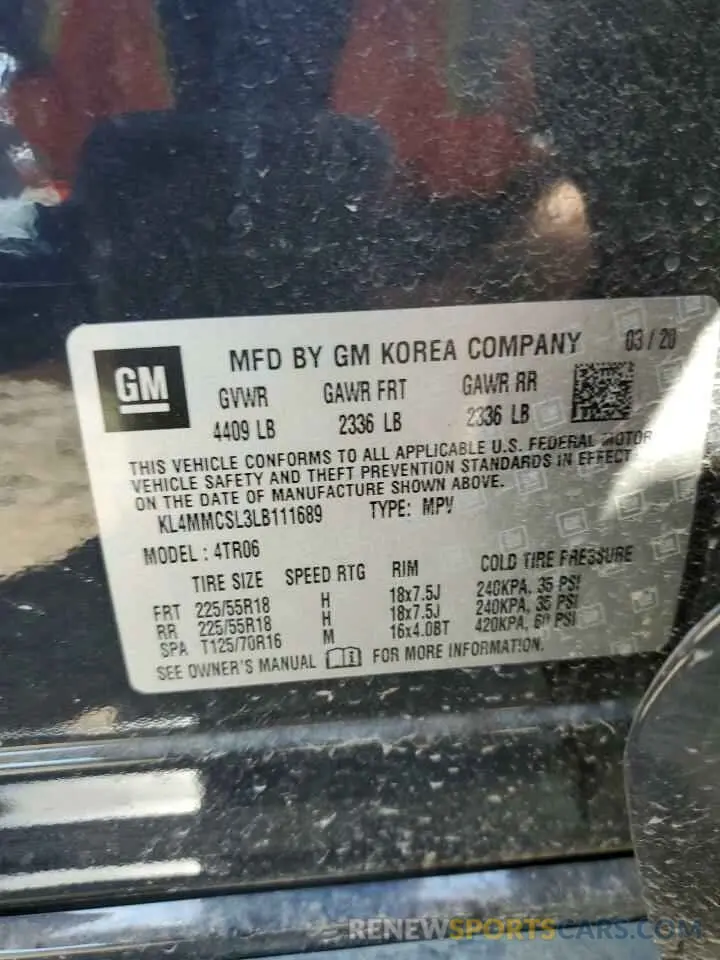 GM
MFD BY GM KOREA COMPANY 03/20
GVWR GAWR FRT GAWR RR
4409 LB 2336 LB 2336 LB
THIS VEHICLE CONFORMS TO ALL APPLICABLE U.S. FEDERAL MOTOR
VEHICLE SAFETY AND THEFT PREVENTION STANDARDS IN EFFECT
ON THE DATE OF MANUFACTURE SHOWN ABOVE.
KL4MMCSL3LB111689 TYPE: MPV
MODEL: 4TR06
TIRE SIZE SPEED RTG RIM COLD TIRE PRESSURE
FRT 225/55R18 H 18x7.5J 240KPA, 35 PSI
RR 225/55R18 H 18x7.5J 240KPA, 35 PSI
SPA T125/70R16 M 16x4.0BT 420KPA, 60 PSI
SEE OWNER'S MANUAL FOR MORE INFORMATION.
RENEWSPORTSCARS.COM